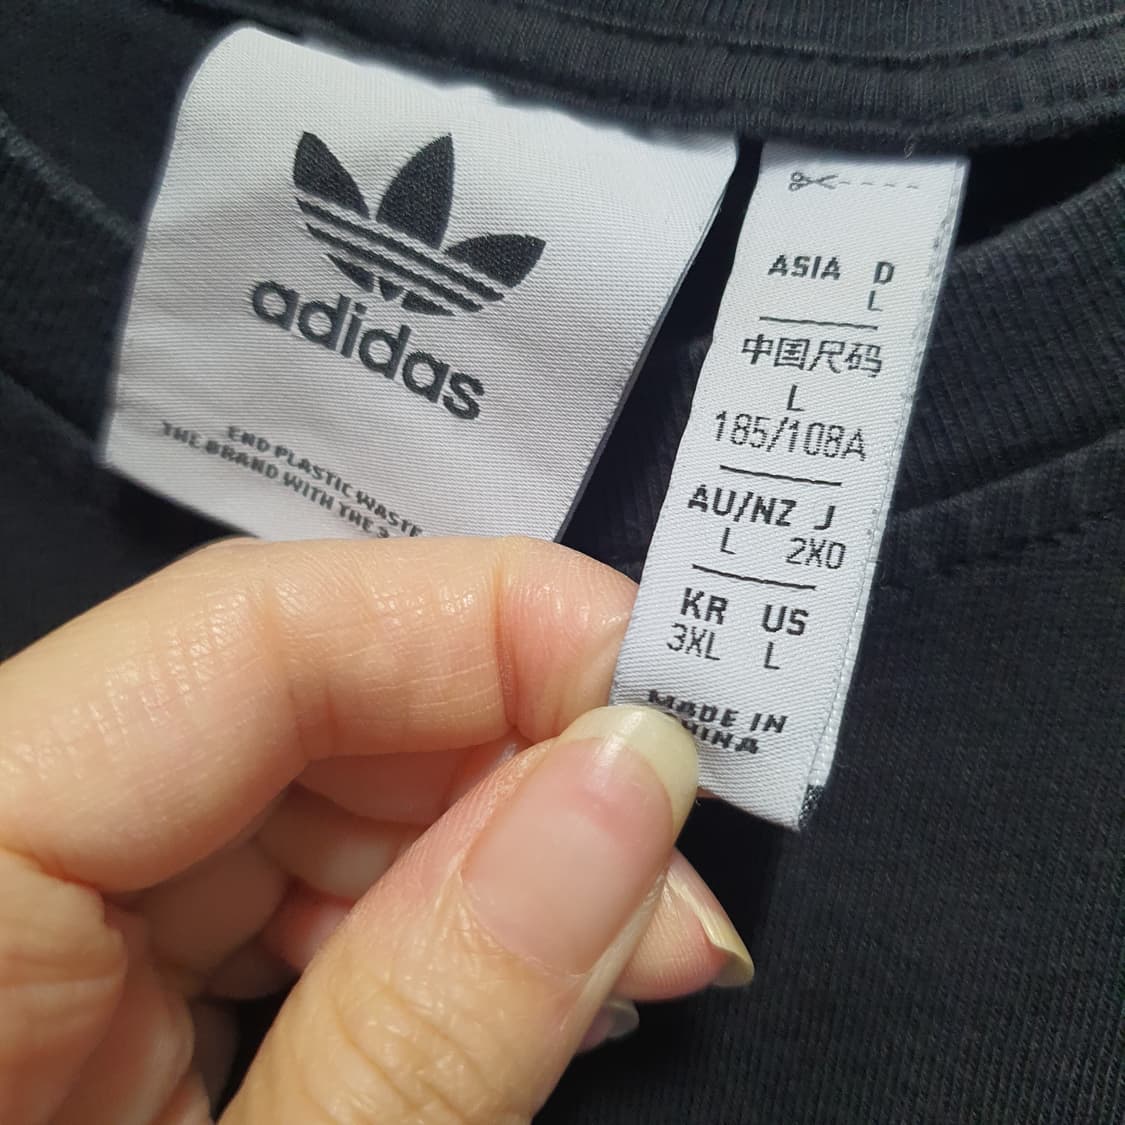 adidas
END PLASTIC WASTE
THE BRAND WITH THE 3
ASIA D
L
中国尺码
L
185/108A
AU/NZ J
L 2XO
KR US
3XL L
MADE IN
CHINA